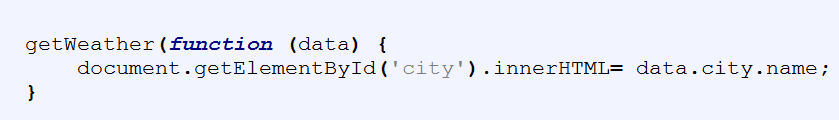 getWeather(function (data) {
    document.getElementById('city').innerHTML= data.city.name;
}